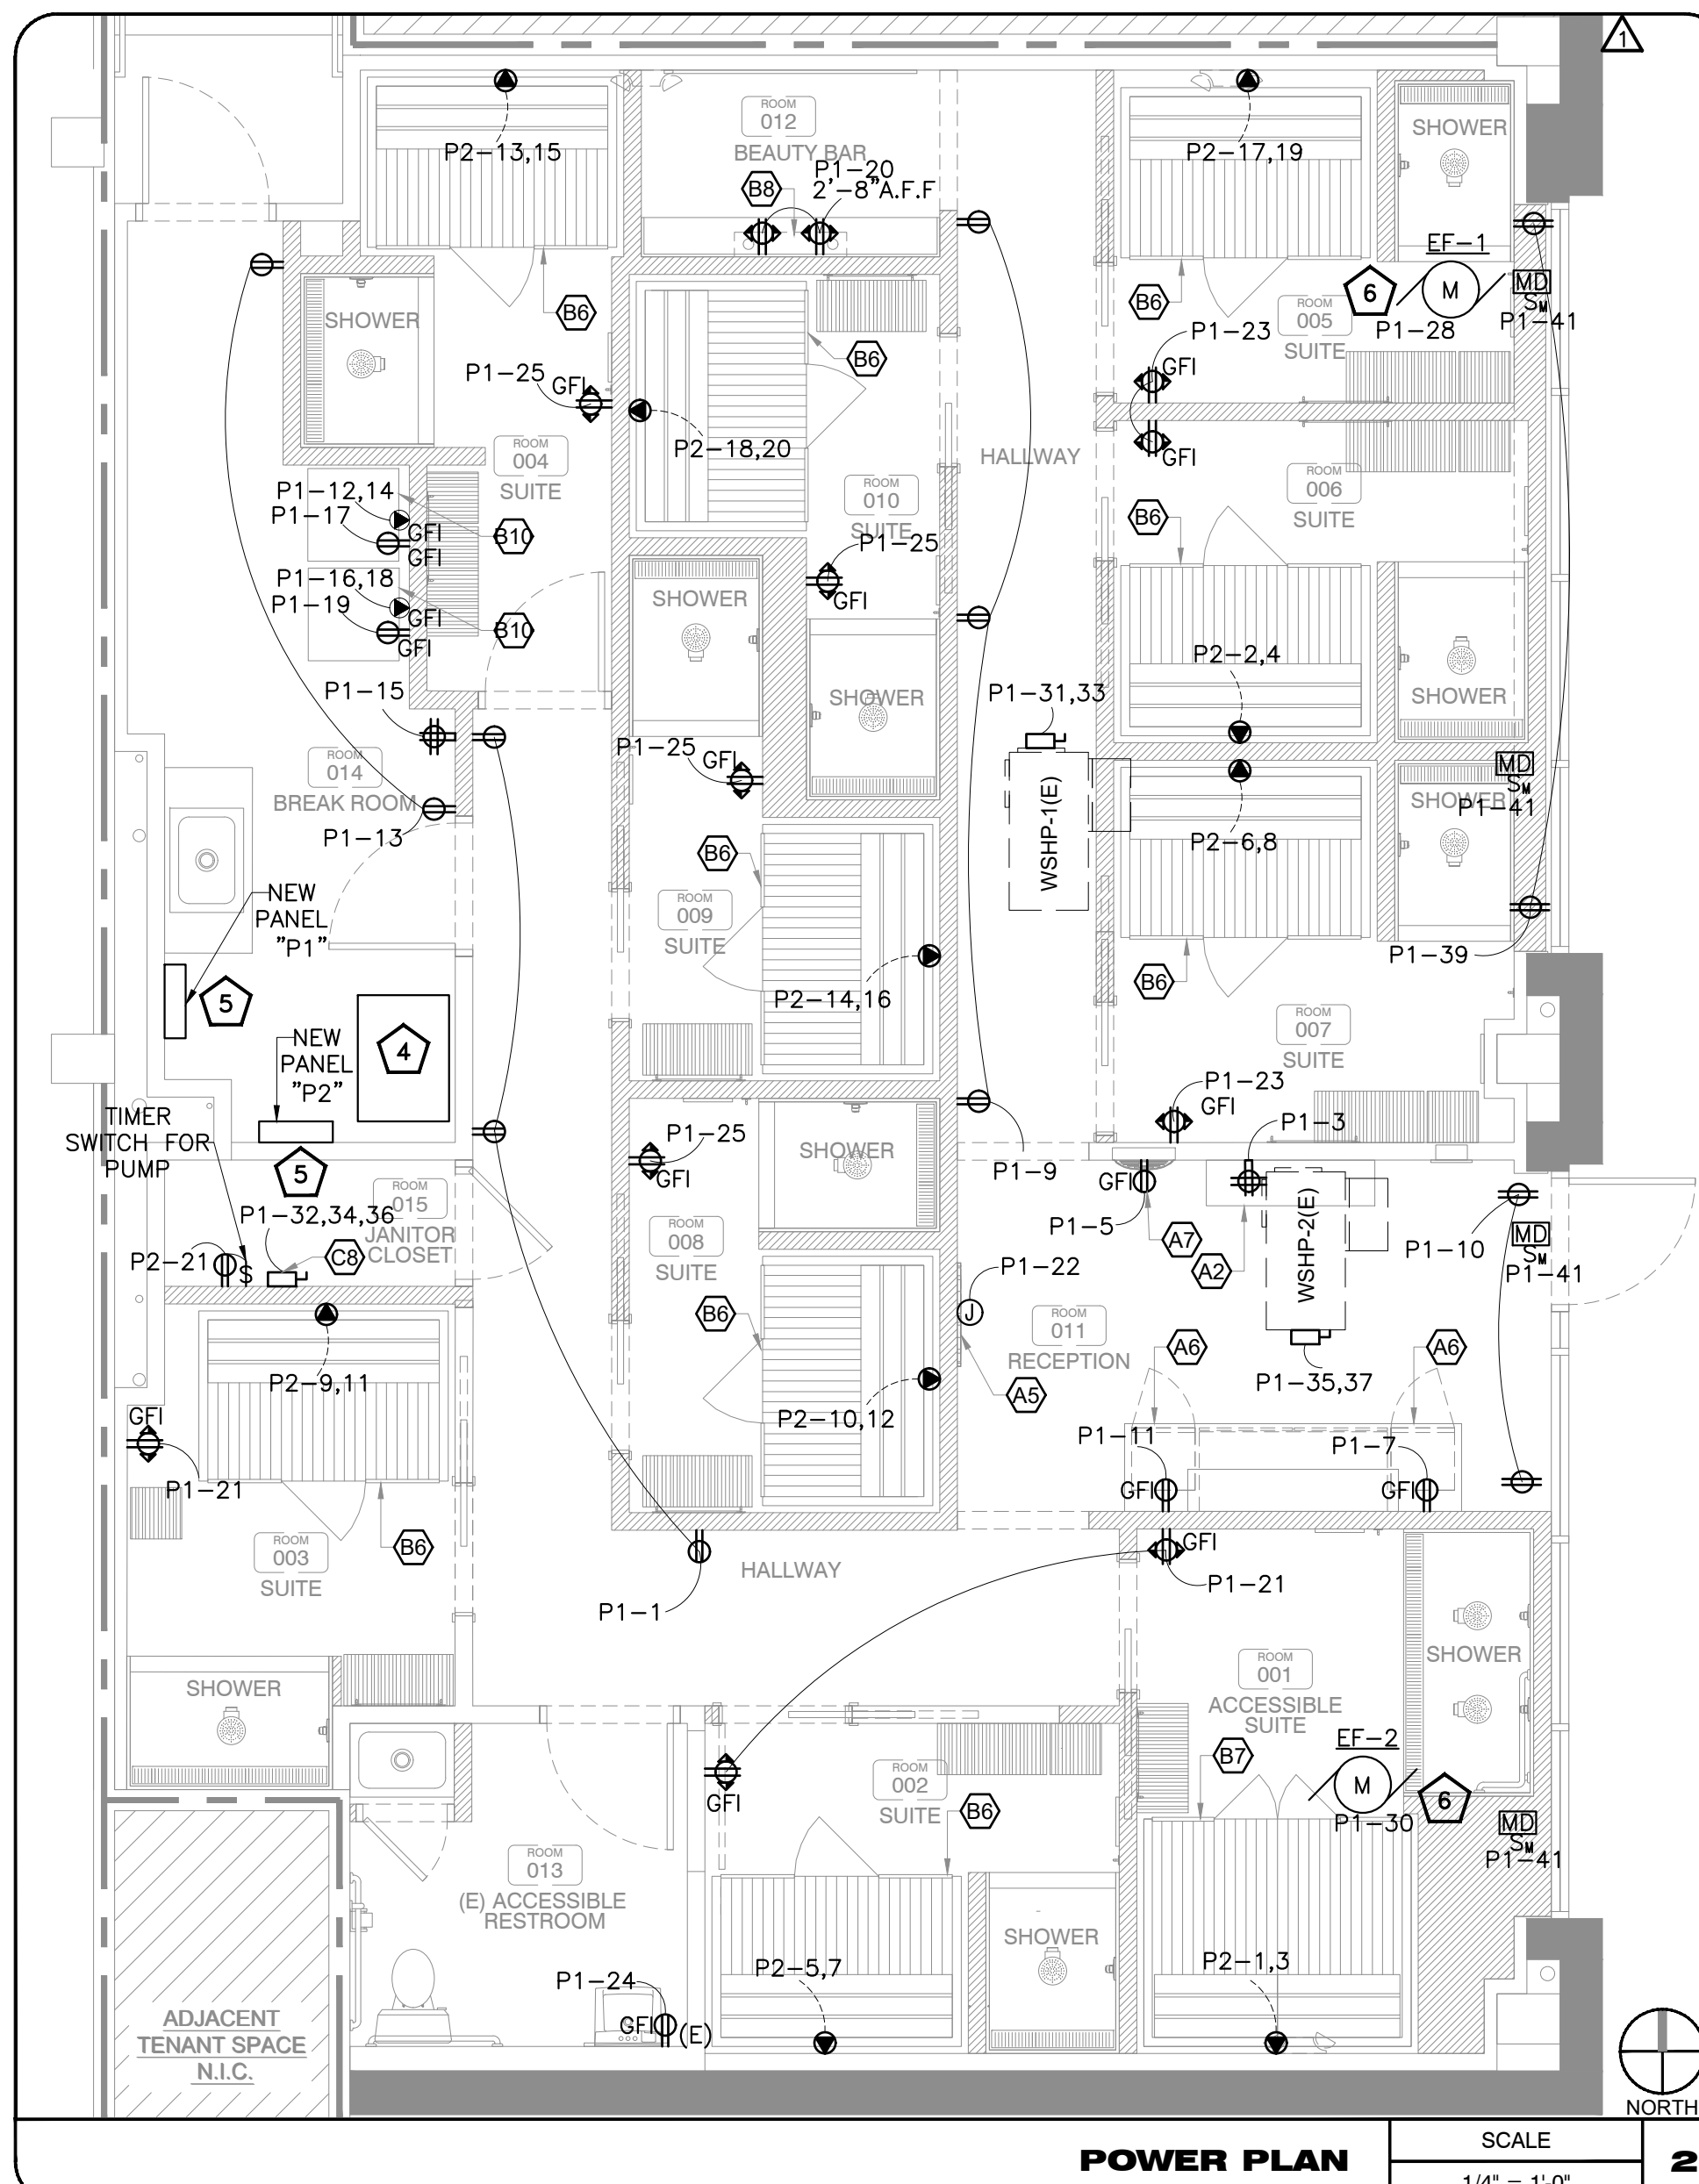 1
ROOM
012
BEAUTY BAR
P2-13,15
P1-20
2'-8"A.F.F
B8
P2-17,19
SHOWER
EF-1
6
M
MD
SM
P1-28
P1-41
B6
SHOWER
B6
B6
ROOM
005
SUITE
P1-23
GFI
GFI
P1-25
GFI
P2-18,20
ROOM
004
SUITE
HALLWAY
ROOM
010
SUITE
ROOM
006
SUITE
P1-12,14
P1-17
GFI
GFI
B10
P1-25
GFI
B6
P1-16,18
P1-19
GFI
GFI
B10
SHOWER
SHOWER
P2-2,4
SHOWER
P1-15
P1-31,33
ROOM
014
BREAK ROOM
P1-25
GFI
WSHP-1(E)
MD
SM
P1-41
SHOWER
P1-13
P2-6,8
B6
NEW
PANEL
"P1"
5
ROOM
009
SUITE
P1-39
B6
P2-14,16
NEW
PANEL
"P2"
4
ROOM
007
SUITE
TIMER
SWITCH FOR
PUMP
5
P1-25
GFI
SHOWER
P1-9
P1-23
GFI
P1-3
GFI
P1-5
A7
A2
WSHP-2(E)
P1-10
MD
SM
P1-41
P1-32,34,36
ROOM
015
JANITOR
CLOSET
P2-21
S
C8
ROOM
008
SUITE
P1-22
J
B6
ROOM
011
RECEPTION
A6
A6
P2-9,11
P1-35,37
A5
P2-10,12
GFI
P1-21
P1-11
GFI
P1-7
GFI
ROOM
003
SUITE
B6
HALLWAY
GFI
P1-21
P1-1
ROOM
001
ACCESSIBLE
SUITE
SHOWER
SHOWER
EF-2
M
P1-30
6
B7
GFI
ROOM
002
SUITE
B6
MD
SM
P1-41
ROOM
013
(E) ACCESSIBLE
RESTROOM
SHOWER
P2-5,7
P2-1,3
P1-24
GFI
(E)
ADJACENT
TENANT SPACE
N.I.C.
NORTH
POWER PLAN
SCALE
1/4" = 1'-0"
2